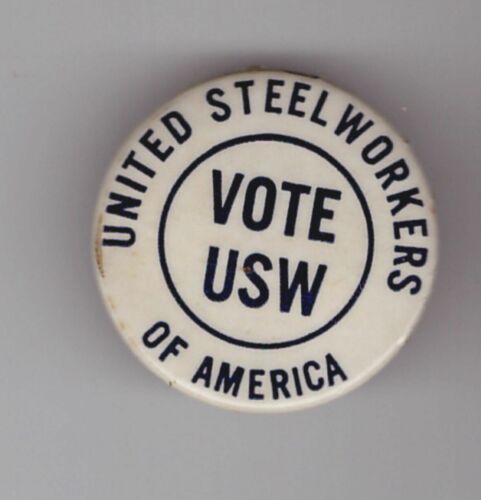 UNITED STEELWORKERS
VOTE
USW
OF AMERICA